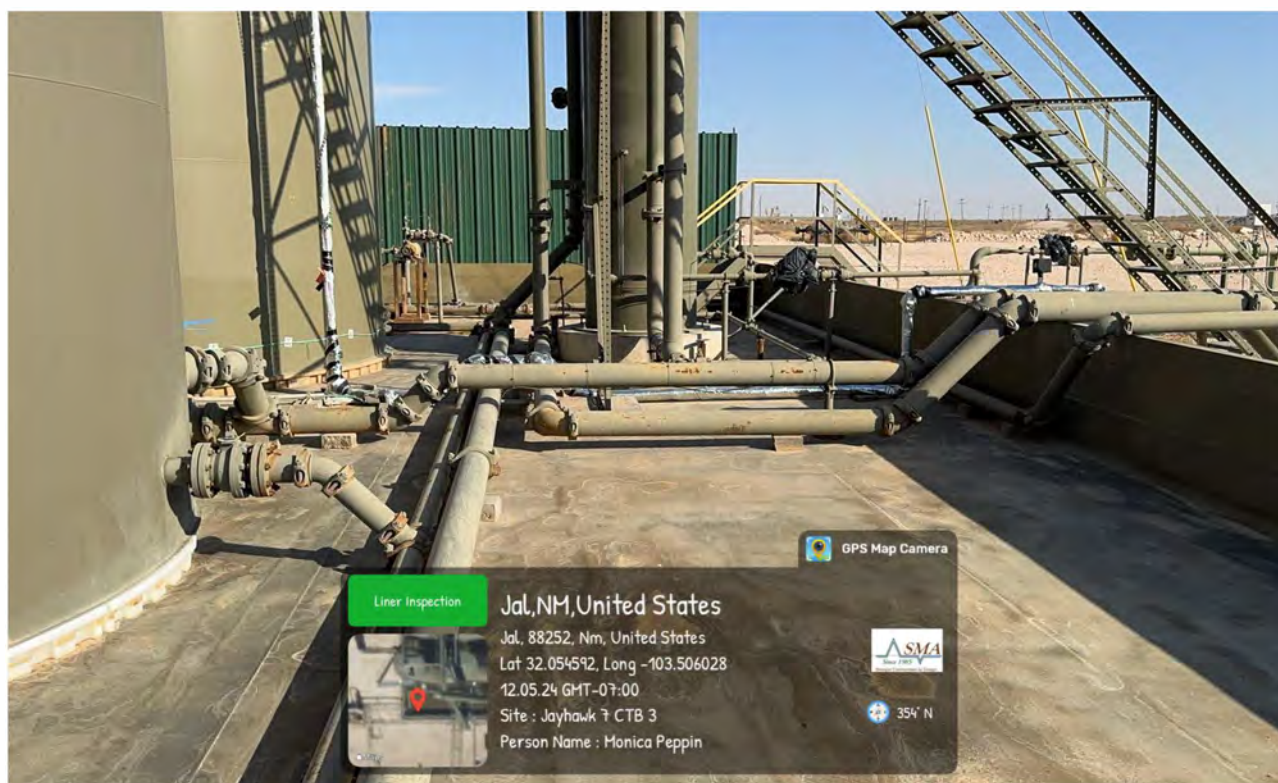 GPS Map Camera
Liner Inspection
Jal,NM,United States
Jal, 88252, Nm, United States
Lat 32.054592, Long -103.506028
12.05.24 GMT-07:00
Site : Jayhawk 7 CTB 3
Person Name : Monica Peppin
SMA
354° N